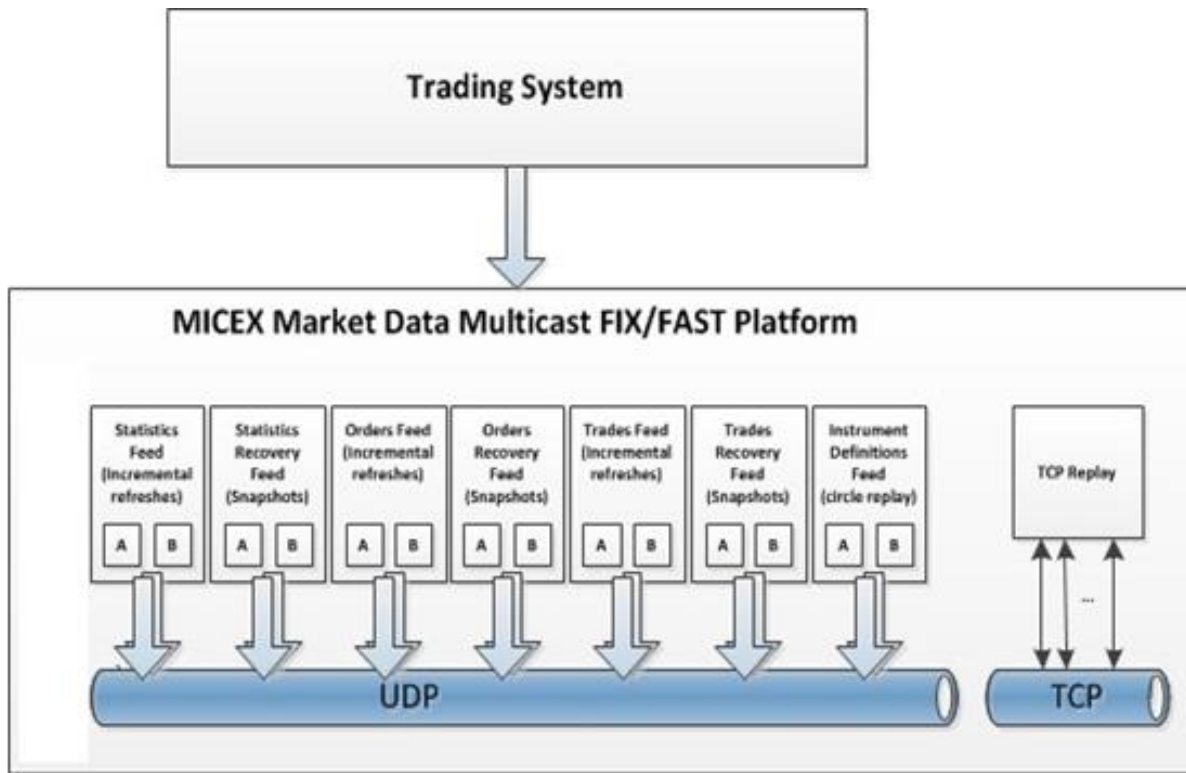 Trading System
MICEX Market Data Multicast FIX/FAST Platform
Statistics
Feed
(Incremental
refreshes)
A B
Statistics
Recovery
Feed
(Snapshots)
A B
Orders Feed
(Incremental
refreshes)
A B
Orders
Recovery
Feed
(Snapshots)
A B
Trades Feed
(Incremental
refreshes)
A B
Trades
Recovery
Feed
(Snapshots)
A B
Instrument
Definitions
Feed
(circle replay)
A B
TCP Replay
...
UDP
TCP